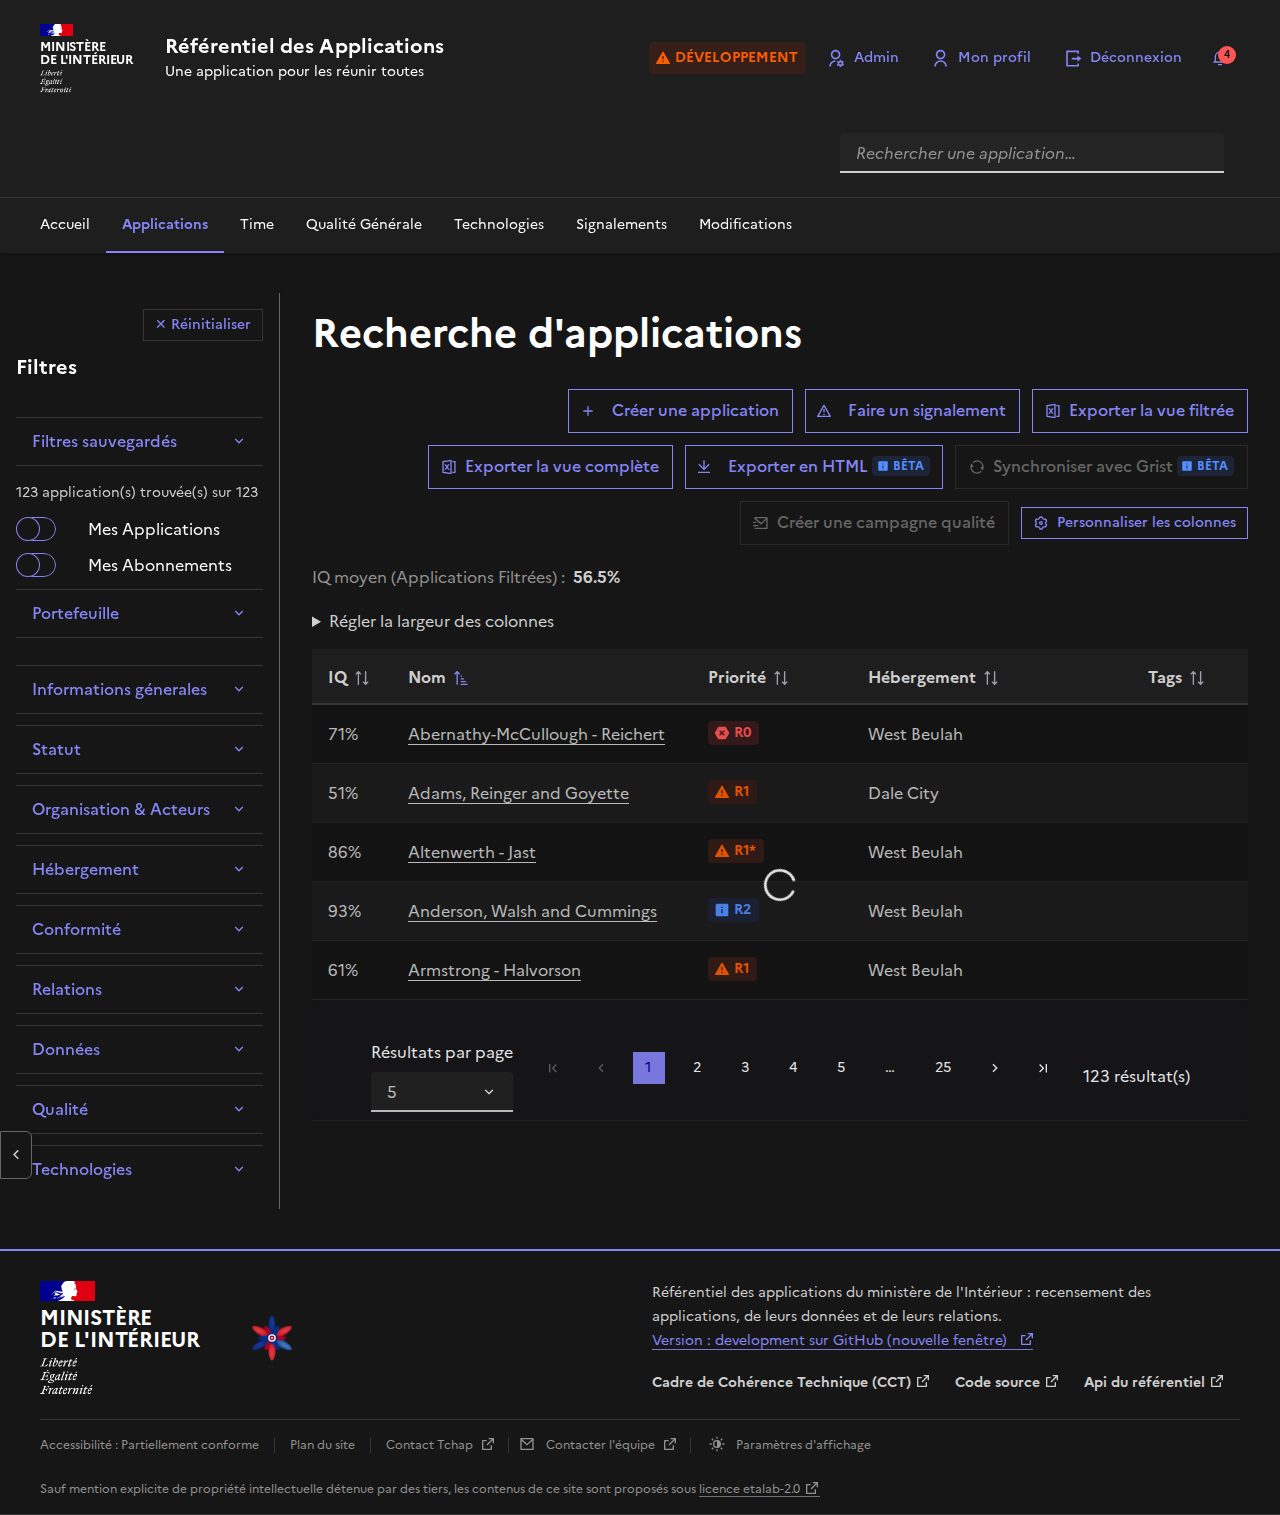 MINISTÈRE
DE L'INTÉRIEUR
Liberté
Égalité
Fraternité
Référentiel des Applications
Une application pour les réunir toutes
DÉVELOPPEMENT
Admin
Mon profil
Déconnexion
4
Rechercher une application…
Accueil
Applications
Time
Qualité Générale
Technologies
Signalements
Modifications
Réinitialiser
Filtres
Filtres sauvegardés
123 application(s) trouvée(s) sur 123
Mes Applications
Mes Abonnements
Portefeuille
Informations génerales
Statut
Organisation & Acteurs
Hébergement
Conformité
Relations
Données
Qualité
Technologies
Recherche d'applications
Créer une application
Faire un signalement
Exporter la vue filtrée
Exporter la vue complète
Exporter en HTML BÊTA
Synchroniser avec Grist BÊTA
Créer une campagne qualité
Personnaliser les colonnes
IQ moyen (Applications Filtrées) : 56.5%
Régler la largeur des colonnes
IQ Nom Priorité Hébergement Tags
71% Abernathy-McCullough - Reichert R0 West Beulah
51% Adams, Reinger and Goyette R1 Dale City
86% Altenwerth - Jast R1* West Beulah
93% Anderson, Walsh and Cummings R2 West Beulah
61% Armstrong - Halvorson R1 West Beulah
Résultats par page
5
1 2 3 4 5 … 25
123 résultat(s)
MINISTÈRE
DE L'INTÉRIEUR
Liberté
Égalité
Fraternité
Référentiel des applications du ministère de l'Intérieur : recensement des
applications, de leurs données et de leurs relations.
Version : development sur GitHub (nouvelle fenêtre)
Cadre de Cohérence Technique (CCT)
Code source
Api du référentiel
Accessibilité : Partiellement conforme
Plan du site
Contact Tchap
Contacter l'équipe
Paramètres d'affichage
Sauf mention explicite de propriété intellectuelle détenue par des tiers, les contenus de ce site sont proposés sous licence etalab-2.0